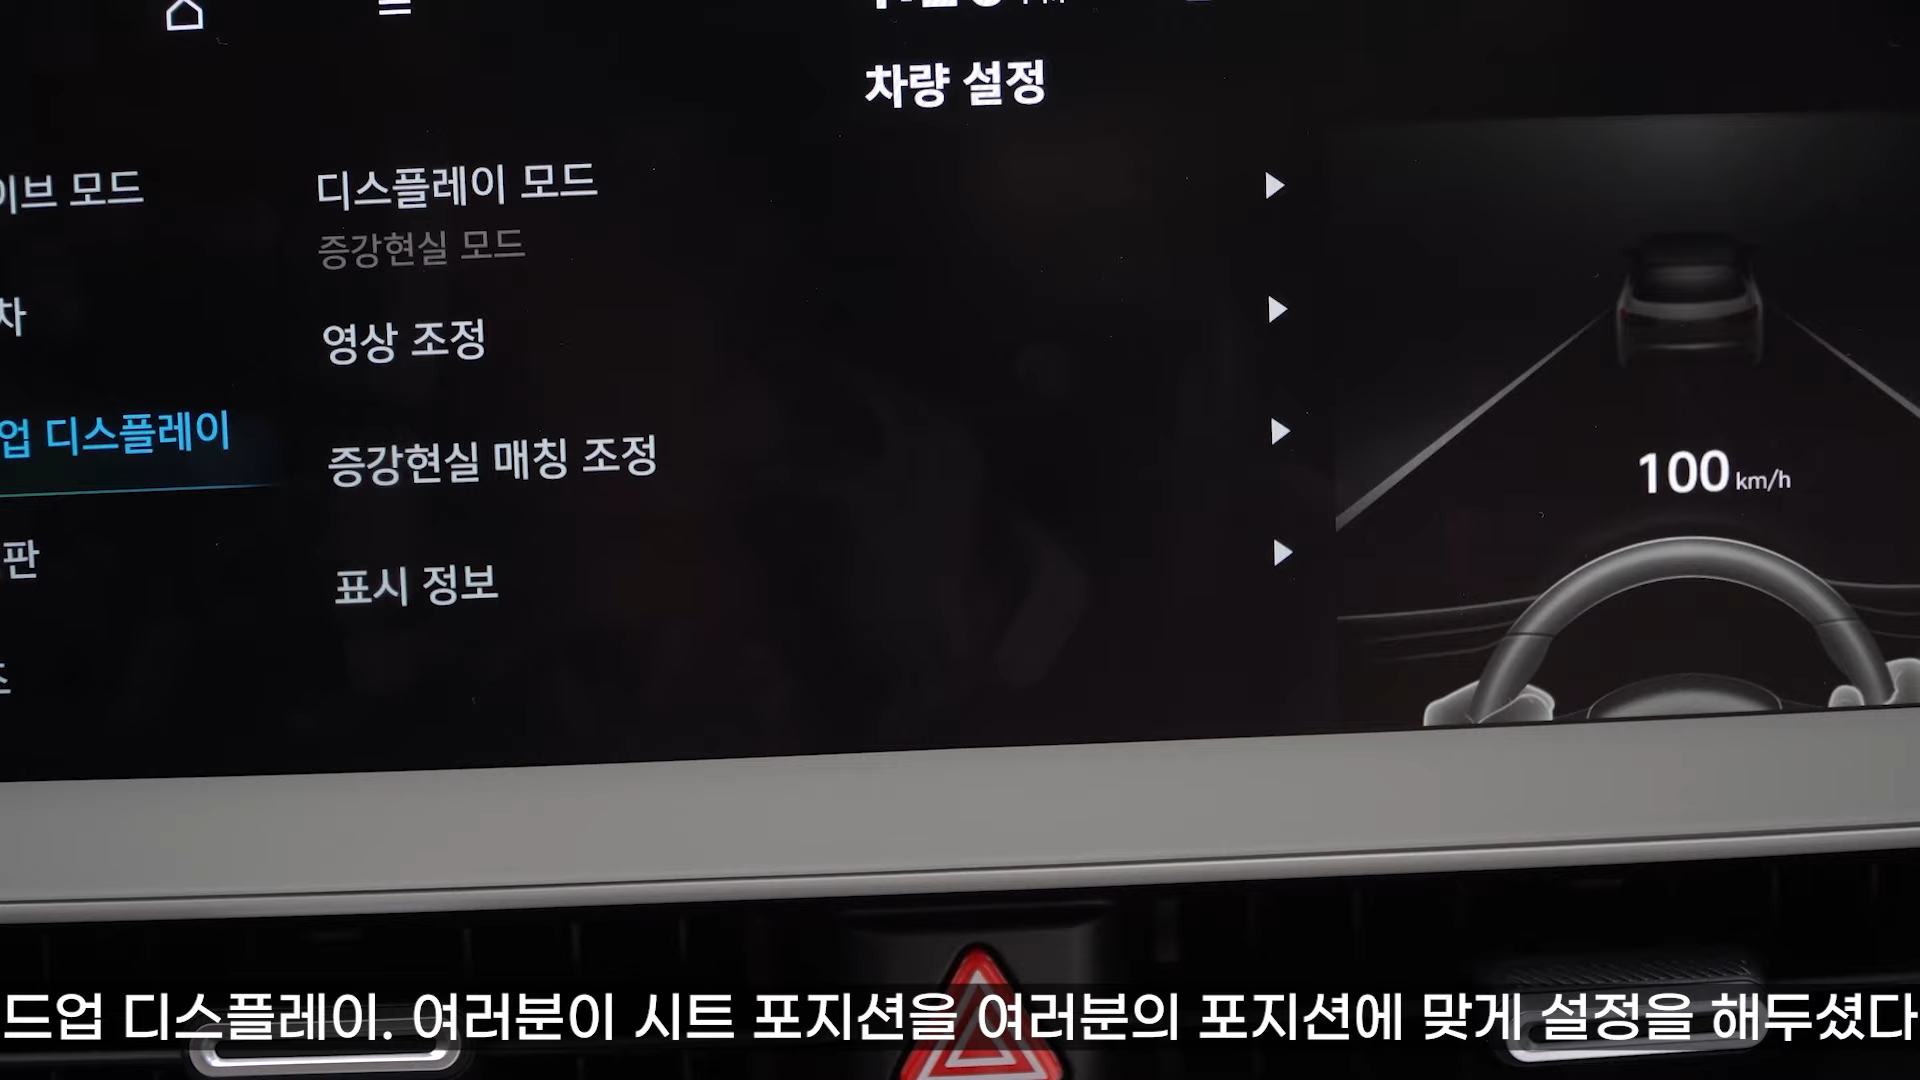 차량 설정
이브 모드
디스플레이 모드
증강현실 모드
차
영상 조정
업 디스플레이
증강현실 매칭 조정
100 km/h
판
표시 정보
드업 디스플레이. 여러분이 시트 포지션을 여러분의 포지션에 맞게 설정을 해두셨다